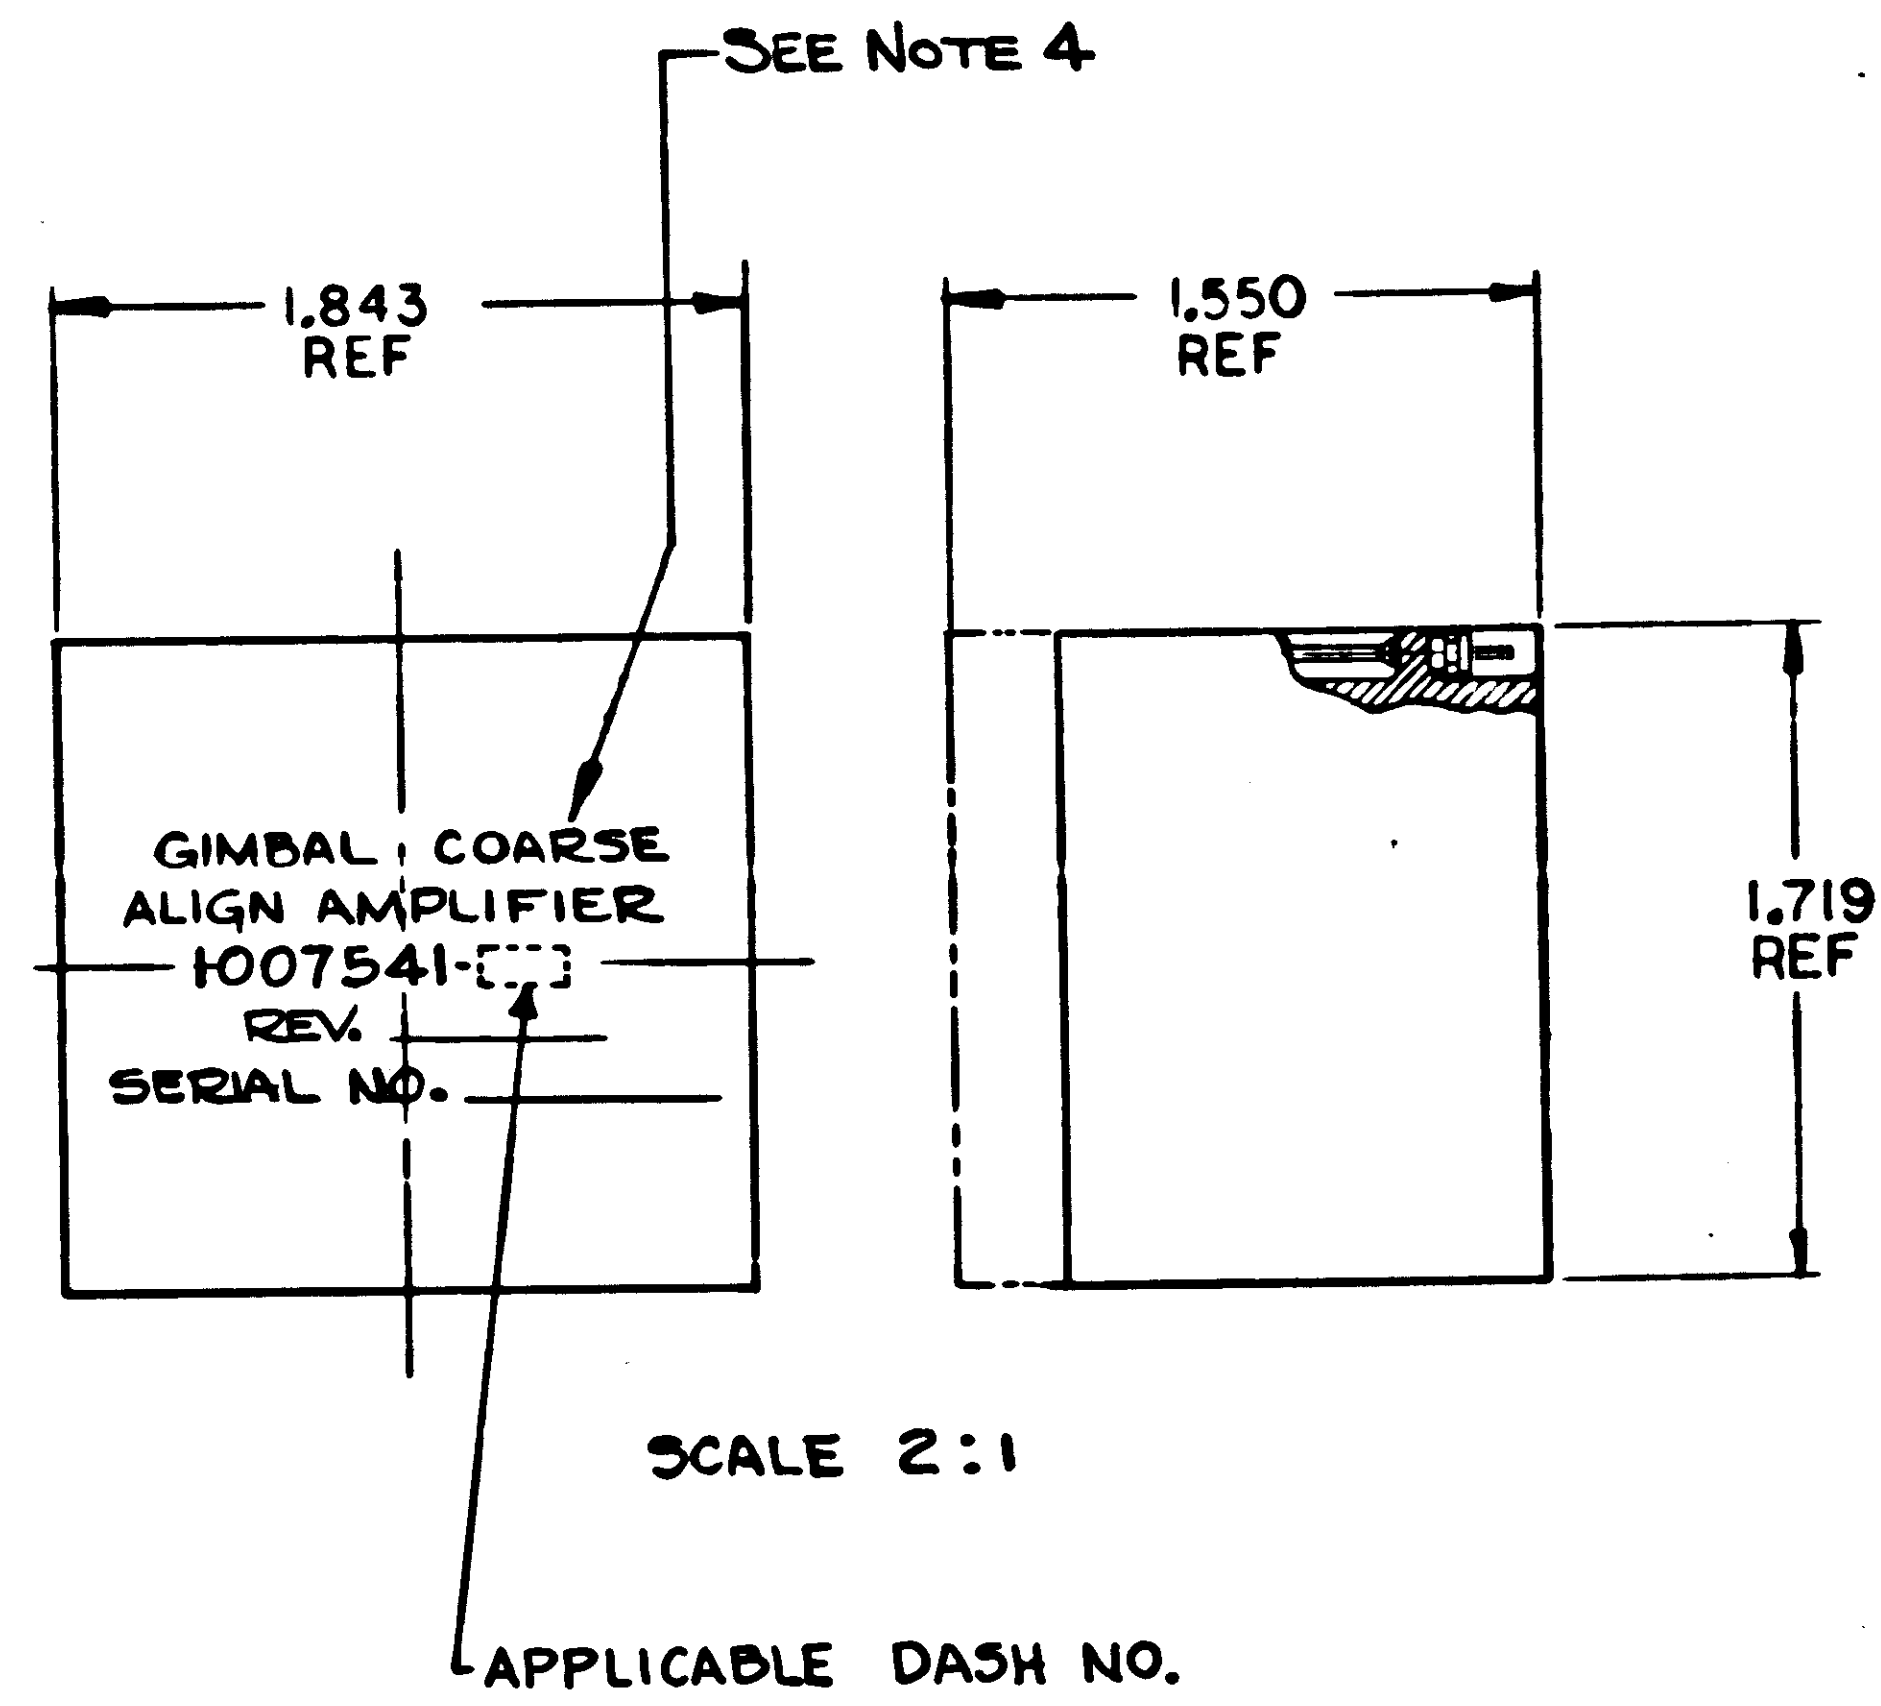 SEE NOTE 4
1.843
REF
1.550
REF
GIMBAL COARSE
ALIGN AMPLIFIER
1007541-
REV.
SERIAL NO.
1.719
REF
SCALE 2:1
APPLICABLE DASH NO.